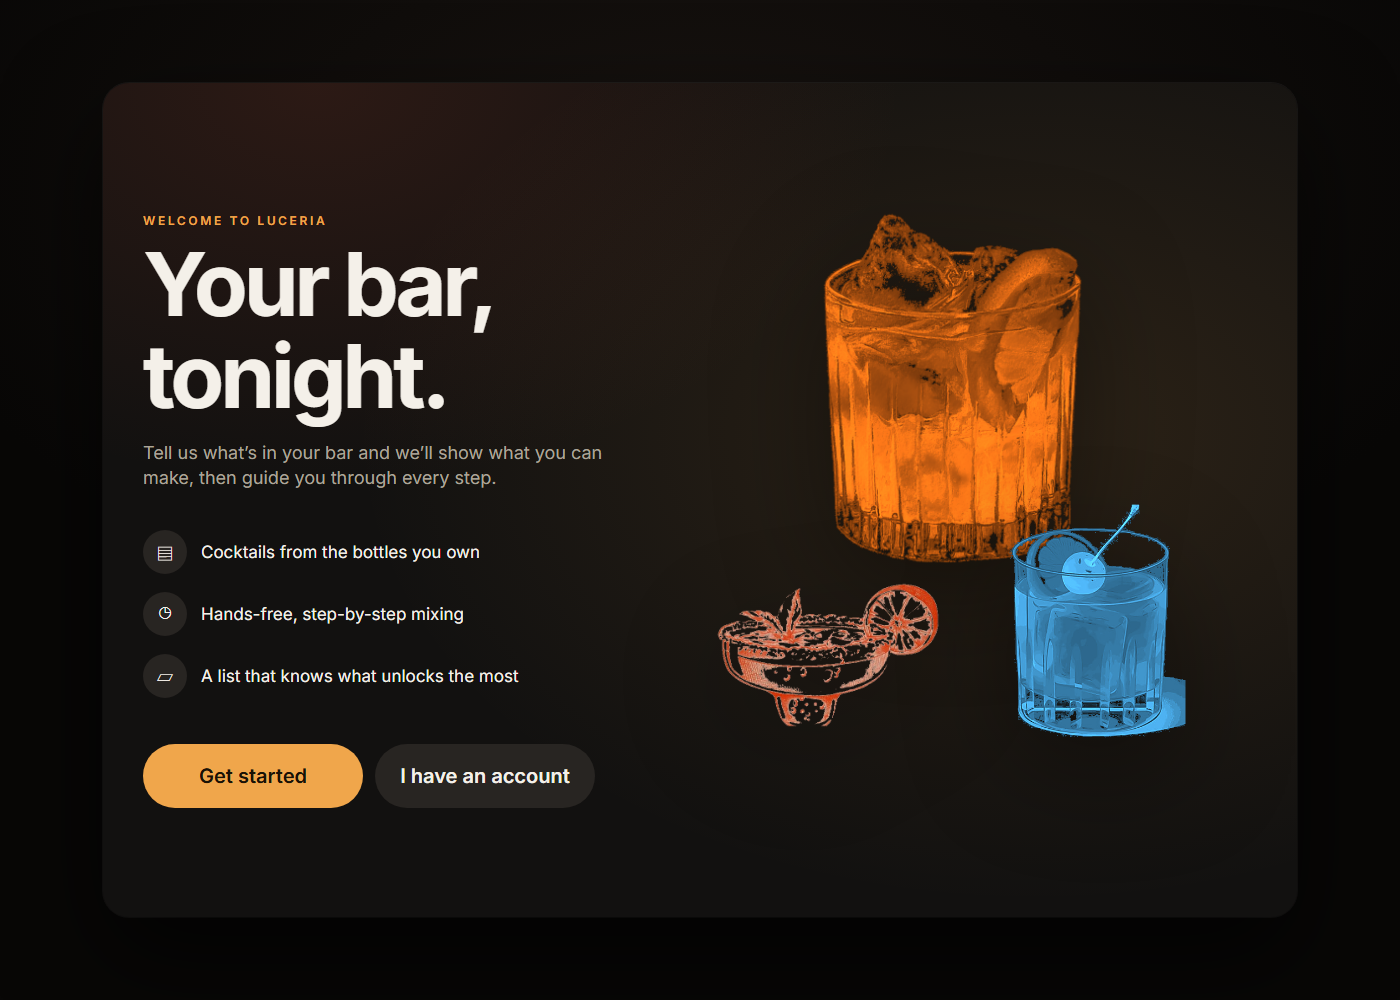 WELCOME TO LUCERIA
Your bar,
tonight.
Tell us what’s in your bar and we’ll show what you can
make, then guide you through every step.
Cocktails from the bottles you own
Hands-free, step-by-step mixing
A list that knows what unlocks the most
Get started
I have an account